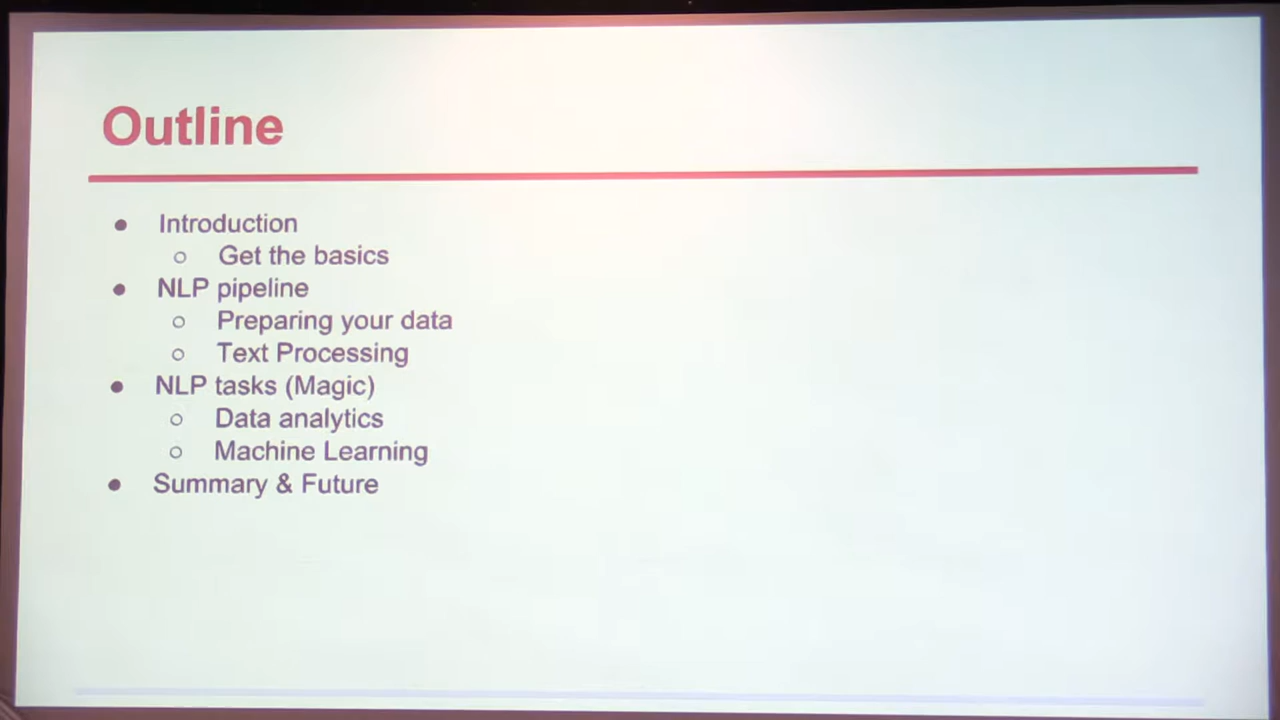 Outline
● Introduction
○ Get the basics
● NLP pipeline
○ Preparing your data
○ Text Processing
● NLP tasks (Magic)
○ Data analytics
○ Machine Learning
● Summary & Future